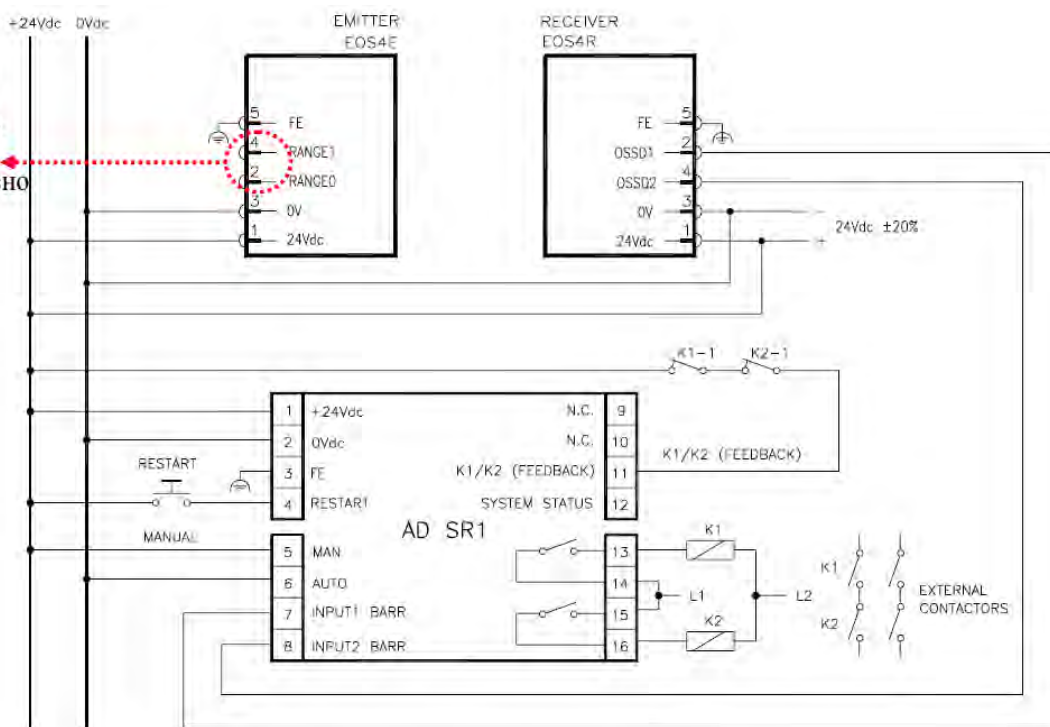 +24Vdc 0Vdc
EMITTER
EOS4E
RECEIVER
EOS4R
5 FE
4 RANGE1
2 RANGE0
3 0V
1 24Vdc
FE 5
OSSD1 2
OSSD2 4
0V 3
24Vdc 1
HO
- 24Vdc ±20%
+
K1-1 K2-1
1 +24Vdc
2 0Vdc
3 FE
4 RESTART
N.C. 9
N.C. 10
K1/K2 (FEEDBACK) 11
SYSTEM STATUS 12
K1/K2 (FEEDBACK)
RESTART
MANUAL
AD SR1
5 MAN
6 AUTO
7 INPUT1 BARR
8 INPUT2 BARR
13
14
15
16
K1
L1
L2
K2
K1
K2
EXTERNAL
CONTACTORS